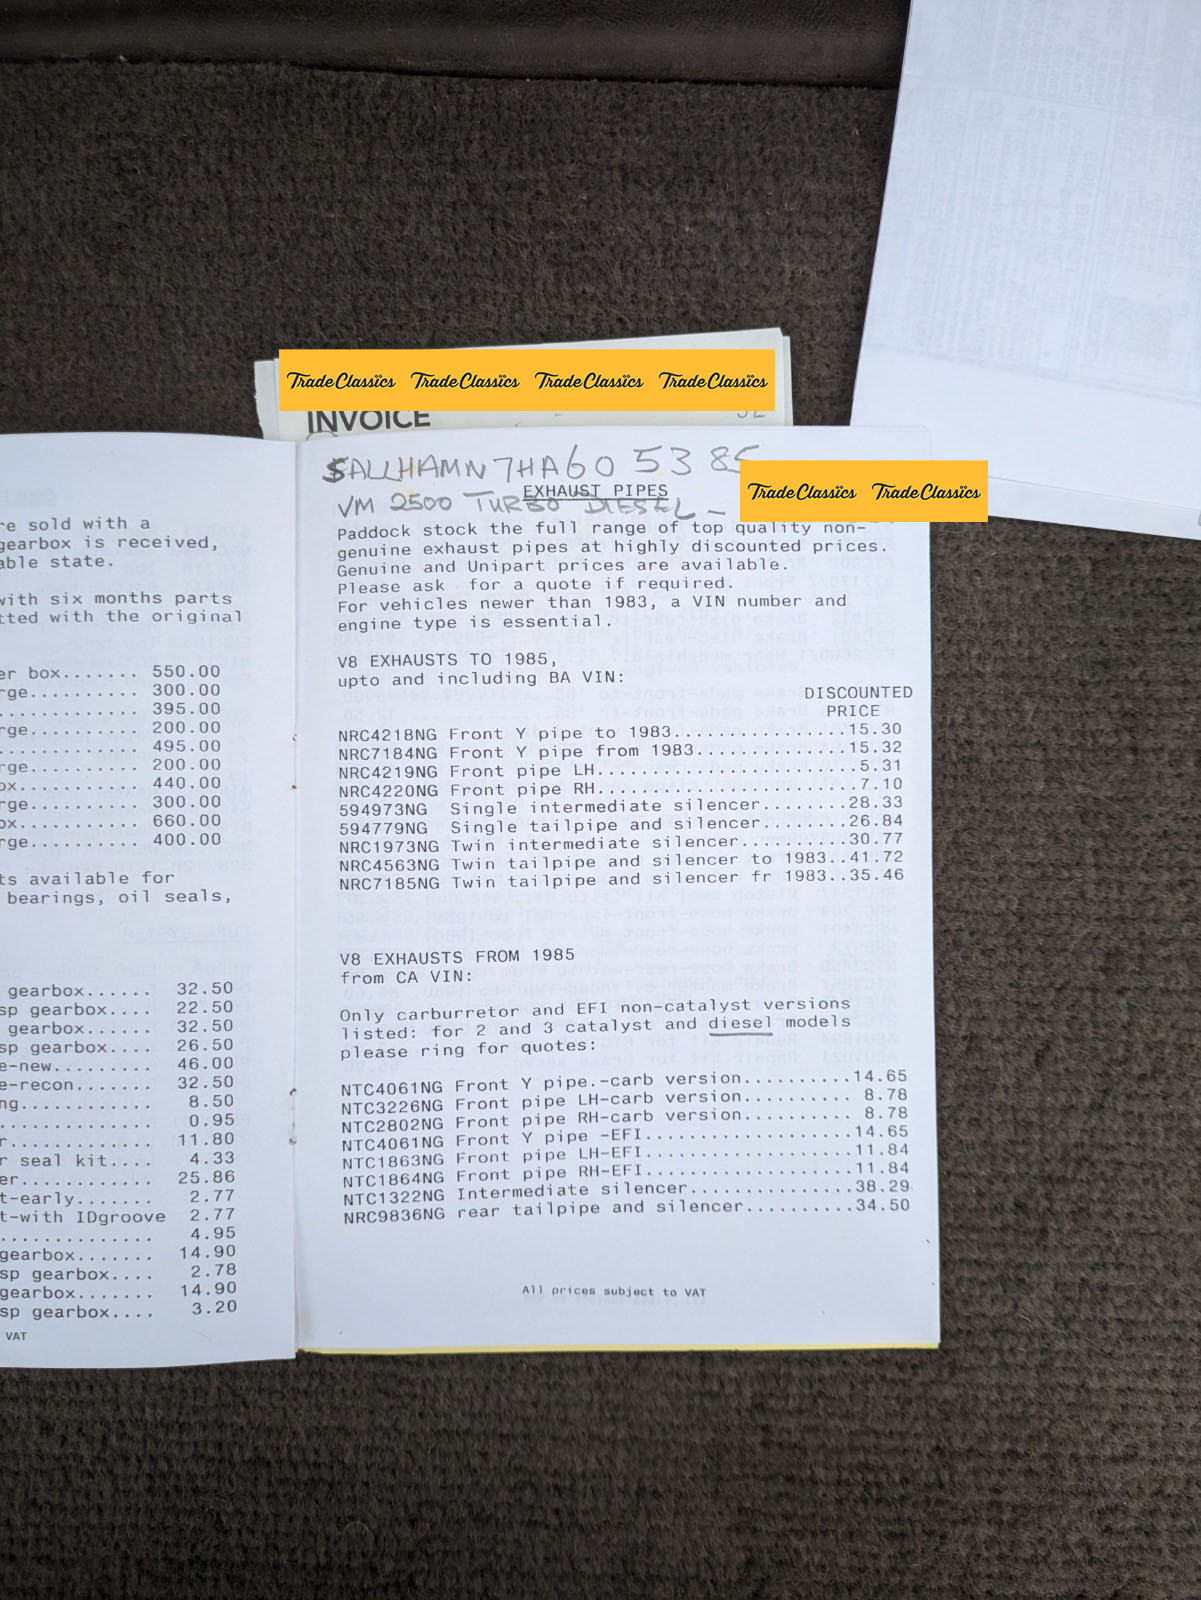 TradeClassics TradeClassics TradeClassics TradeClassics
INVOICE
re sold with a
gearbox is received,
able state.
with six months parts
tted with the original
er box....... 550.00
rge.......... 300.00
............. 395.00
rge.......... 200.00
............. 495.00
rge.......... 200.00
ox........... 440.00
rge.......... 300.00
ox........... 660.00
rge.......... 400.00
ts available for
bearings, oil seals,
gearbox...... 32.50
sp gearbox.... 22.50
gearbox...... 32.50
sp gearbox.... 26.50
e-new......... 46.00
e-recon....... 32.50
ng............ 8.50
.............. 0.95
r............. 11.80
r seal kit.... 4.33
er............ 25.86
t-early....... 2.77
t-with IDgroove 2.77
.............. 4.95
gearbox....... 14.90
sp gearbox.... 2.78
gearbox....... 14.90
sp gearbox.... 3.20
VAT
SALLHAMN7HA605385
TradeClassics TradeClassics
EXHAUST PIPES
VM 2500 TURBO DIESEL -
Paddock stock the full range of top quality non-
genuine exhaust pipes at highly discounted prices.
Genuine and Unipart prices are available.
Please ask for a quote if required.
For vehicles newer than 1983, a VIN number and
engine type is essential.
V8 EXHAUSTS TO 1985,
upto and including BA VIN:
DISCOUNTED
PRICE
NRC4218NG Front Y pipe to 1983...............15.30
NRC7184NG Front Y pipe from 1983.............15.32
NRC4219NG Front pipe LH.......................5.31
NRC4220NG Front pipe RH.......................7.10
594973NG Single intermediate silencer........28.33
594779NG Single tailpipe and silencer........26.84
NRC1973NG Twin intermediate silencer.........30.77
NRC4563NG Twin tailpipe and silencer to 1983..41.72
NRC7185NG Twin tailpipe and silencer fr 1983..35.46
V8 EXHAUSTS FROM 1985
from CA VIN:
Only carburretor and EFI non-catalyst versions
listed: for 2 and 3 catalyst and diesel models
please ring for quotes:
NTC4061NG Front Y pipe.-carb version..........14.65
NTC3226NG Front pipe LH-carb version.......... 8.78
NTC2802NG Front pipe RH-carb version.......... 8.78
NTC4061NG Front Y pipe -EFI...................14.65
NTC1863NG Front pipe LH-EFI...................11.84
NTC1864NG Front pipe RH-EFI...................11.84
NTC1322NG Intermediate silencer...............38.29
NRC9836NG rear tailpipe and silencer..........34.50
All prices subject to VAT